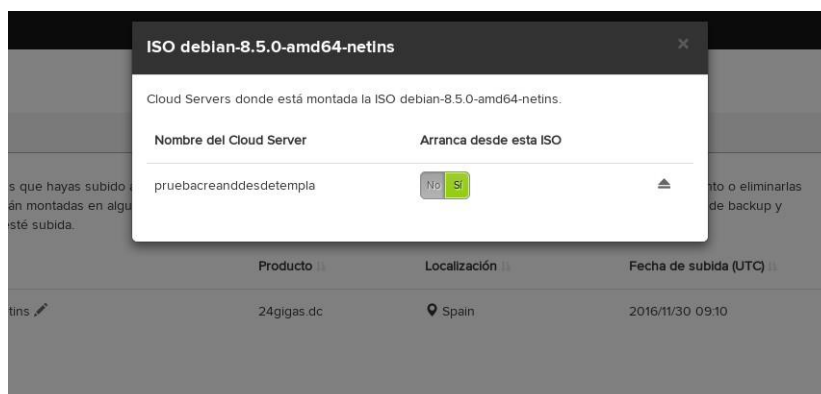 ISO debian-8.5.0-amd64-netins
Cloud Servers donde está montada la ISO debian-8.5.0-amd64-netins.
Nombre del Cloud Server Arranca desde esta ISO
pruebacreanddesdetempla No Sí
s que hayas subido nto o eliminarlas
án montadas en algu de backup y
esté subida.
Producto Localización Fecha de subida (UTC)
tins 24gigas.dc Spain 2016/11/30 09:10